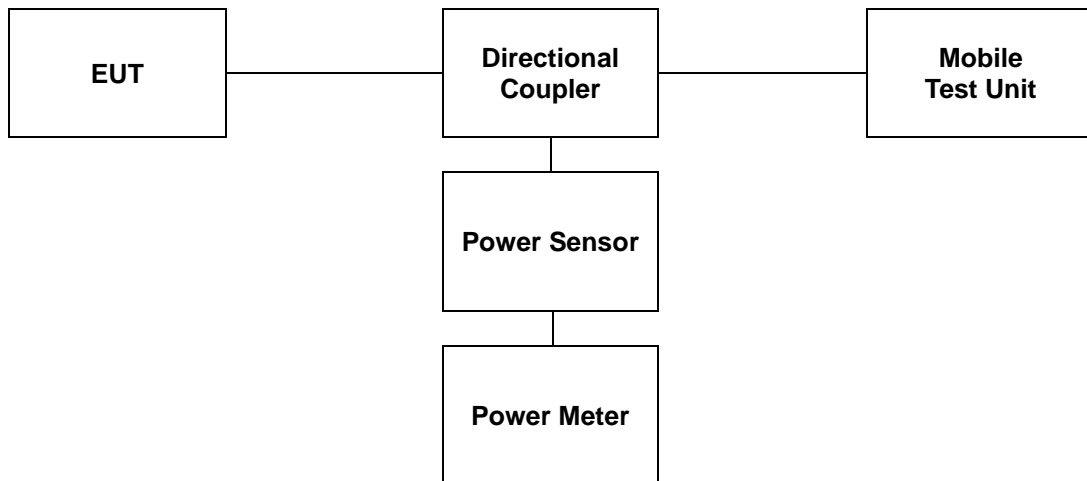 EUT
Directional
Coupler
Mobile
Test Unit
Power Sensor
Power Meter